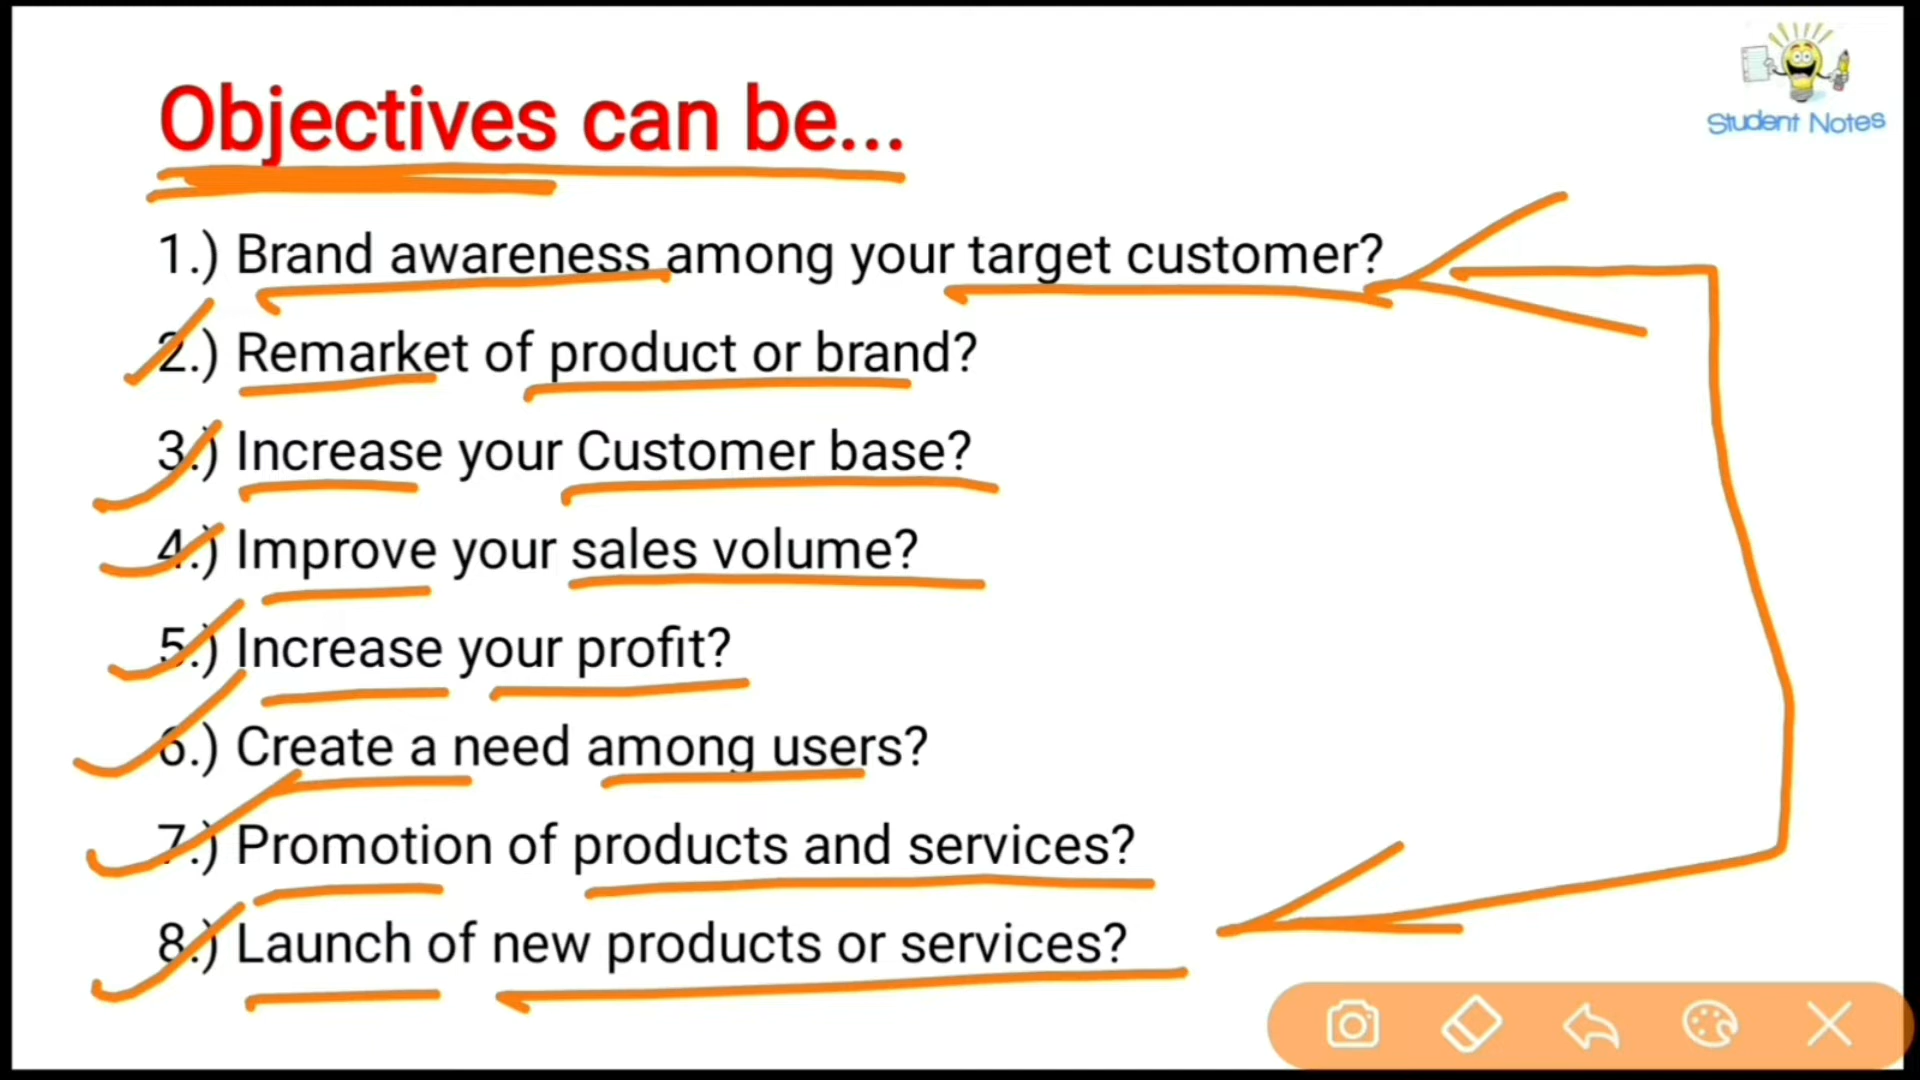 Objectives can be...
Student Notes
1.) Brand awareness among your target customer?
2.) Remarket of product or brand?
3.) Increase your Customer base?
4.) Improve your sales volume?
5.) Increase your profit?
6.) Create a need among users?
7.) Promotion of products and services?
8.) Launch of new products or services?